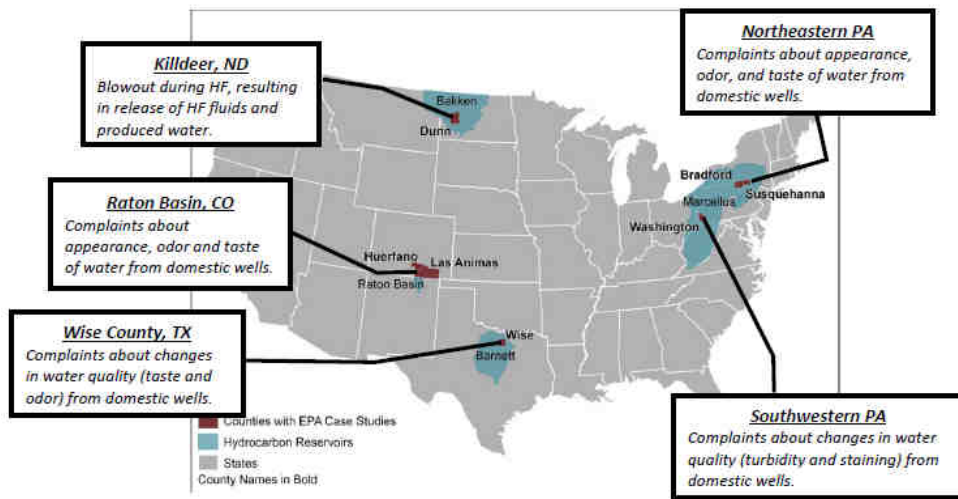 Killdeer, ND
Blowout during HF, resulting
in release of HF fluids and
produced water.
Northeastern PA
Complaints about appearance,
odor, and taste of water from
domestic wells.
Raton Basin, CO
Complaints about
appearance, odor and taste
of water from domestic wells.
Wise County, TX
Complaints about changes
in water quality (taste and
odor) from domestic wells.
Southwestern PA
Complaints about changes in water
quality (turbidity and staining) from
domestic wells.
Bakken
Dunn
Bradford
Susquehanna
Marcellus
Washington
Huerfano
Las Animas
Raton Basin
Wise
Barnett
Counties with EPA Case Studies
Hydrocarbon Reservoirs
States
County Names in Bold